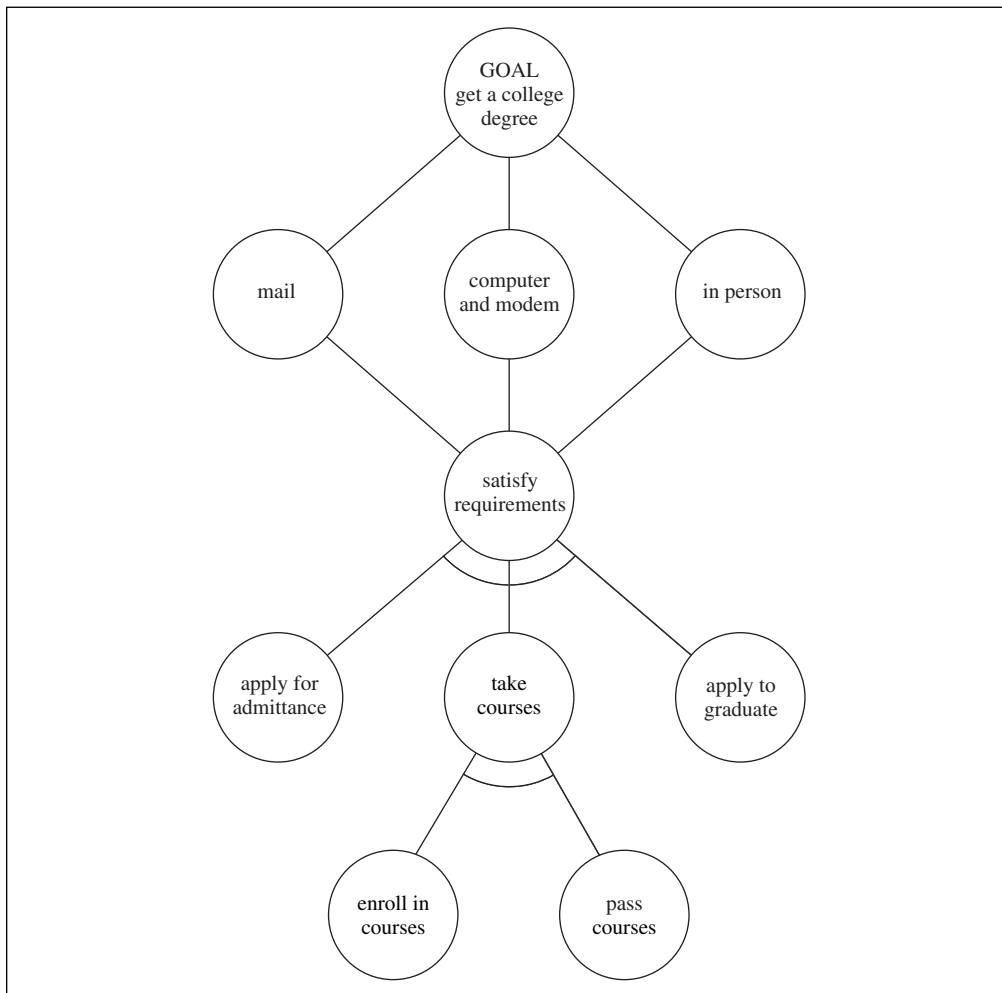 GOAL
get a college
degree
mail
computer
and modem
in person
satisfy
requirements
apply for
admittance
take
courses
apply to
graduate
enroll in
courses
pass
courses